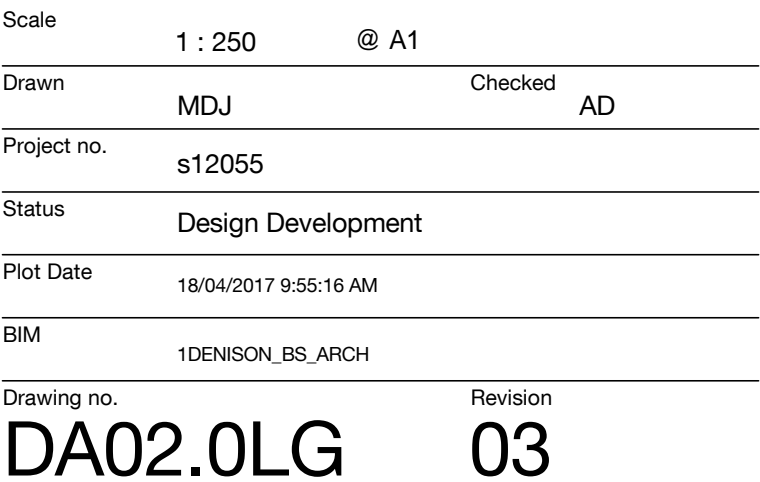 Scale
1 : 250 @ A1
Drawn Checked
MDJ AD
Project no.
s12055
Status
Design Development
Plot Date
18/04/2017 9:55:16 AM
BIM
1DENISON_BS_ARCH
Drawing no. Revision
DA02.0LG 03